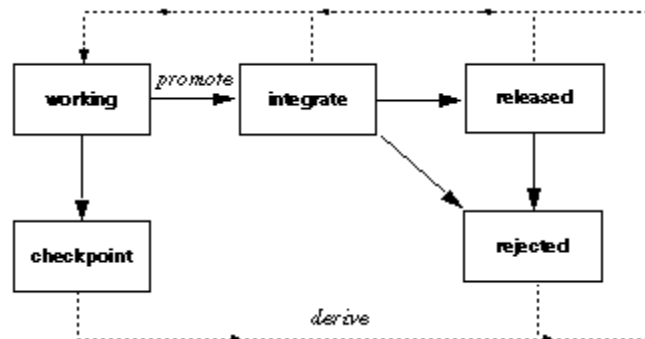 promote
working
integrate
released
checkpoint
rejected
derive